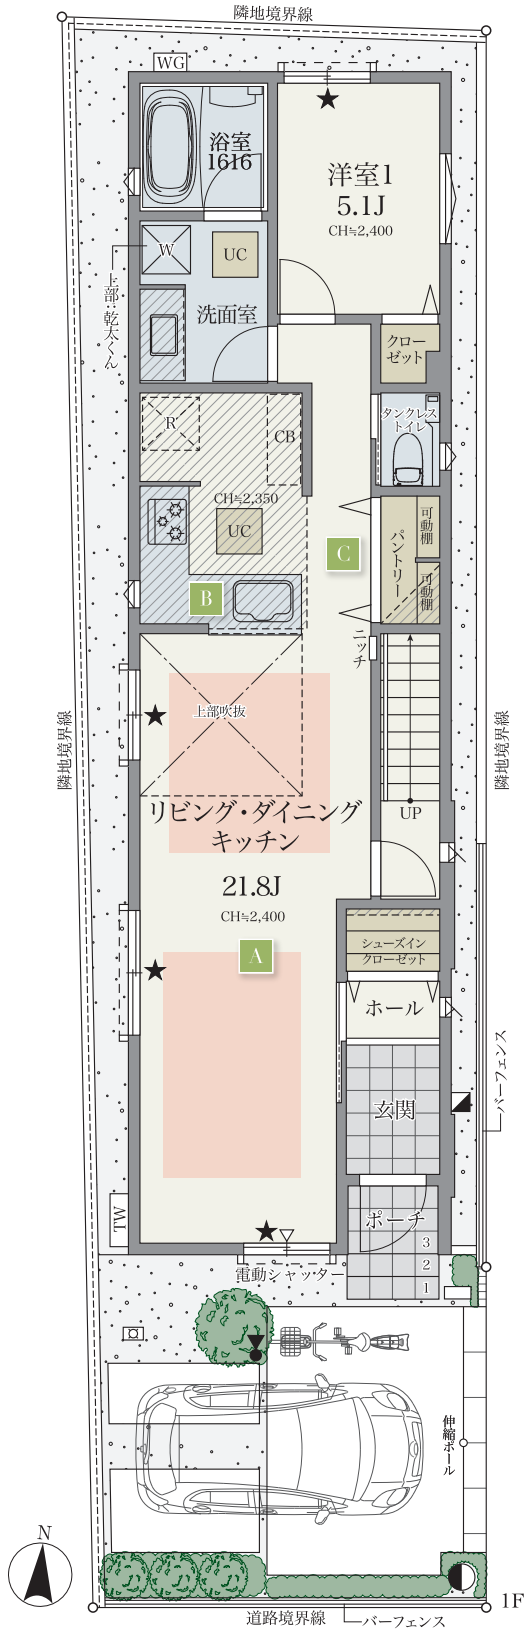 隣地境界線
WG
浴室
1616
洋室1
5.1J
CH≒2,400
W
UC
上部:乾太くん
洗面室
クロー
ゼット
R
CB
タンクレス
トイレ
CH≒2,350
UC
可動棚
パントリー
可動棚
C
B
ニッチ
上部吹抜
隣地境界線
隣地境界線
リビング・ダイニング
キッチン
UP
21.8J
CH≒2,400
A
シューズイン
クローゼット
ホール
バーフェンス
玄関
TW
ポーチ
3
2
1
電動シャッター
伸縮ポール
N
1F
道路境界線
バーフェンス